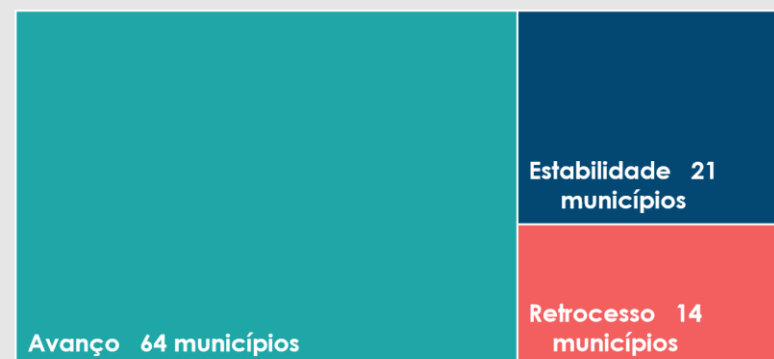 Estabilidade 21
municípios
Retrocesso 14
municípios
Avanço 64 municípios